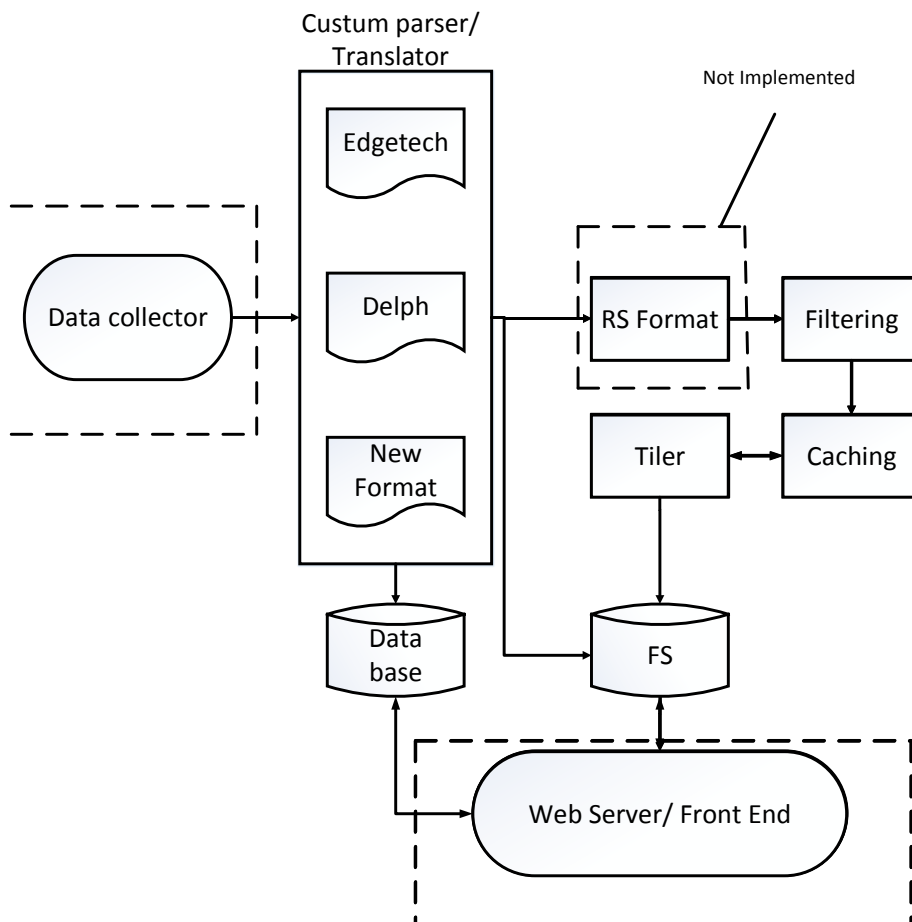 Custum parser/
Translator
Not Implemented
Edgetech
Data collector
Delph
RS Format
Filtering
New
Format
Tiler
Caching
Data
base
FS
Web Server/ Front End